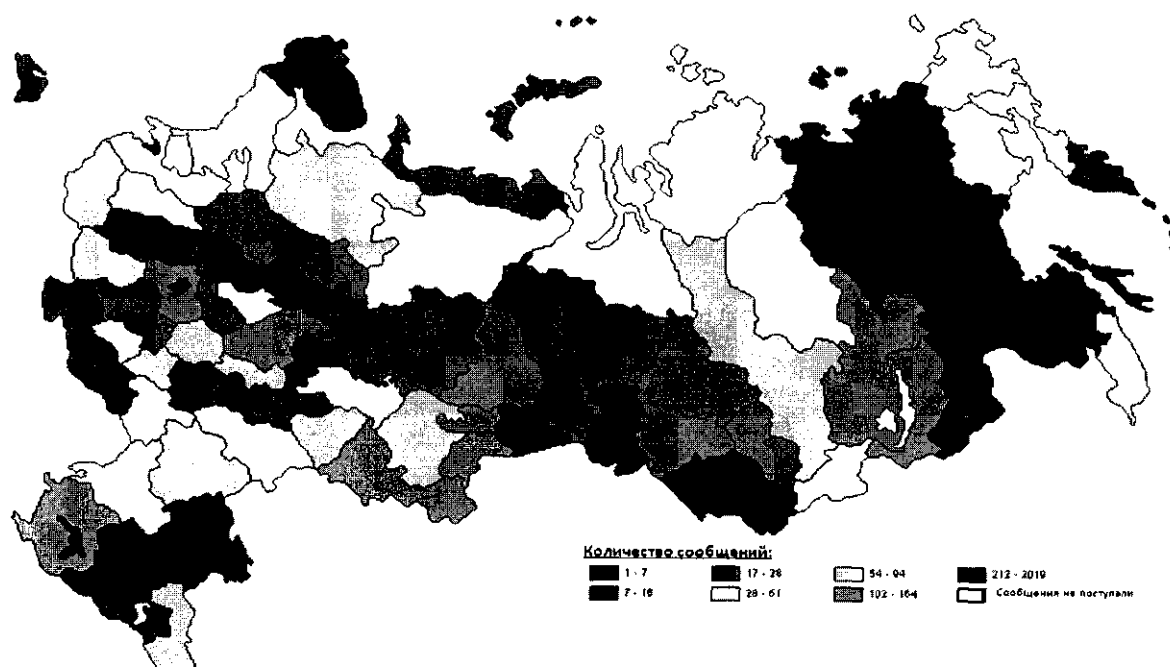 Количество сообщений:
1 - 7
17 - 28
54 - 94
212 - 2019
7 - 16
28 - 61
102 - 164
Сообщения не поступали